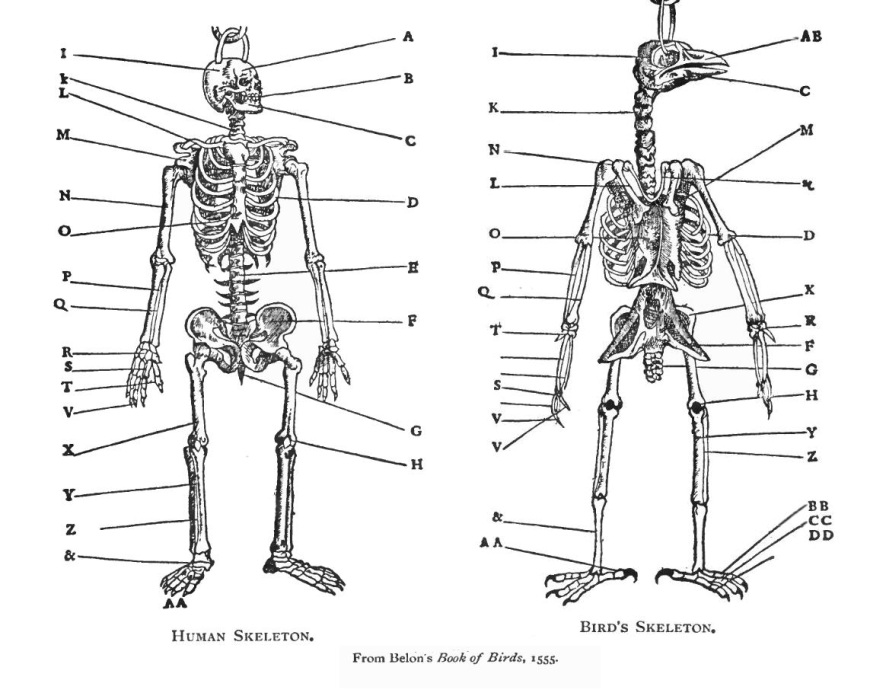 I
A
ꝉ
L
B
M
C
N
D
O
E
P
Q
F
R
S
T
V
G
X
H
Y
Z
&
AA
HUMAN SKELETON.
I
AB
C
K
M
N
L
O
D
P
Q
K
T
R
F
G
S
H
V
Y
V
Z
&
BB
AA
CC
DD
BIRD'S SKELETON.
From Belon's Book of Birds, 1555.